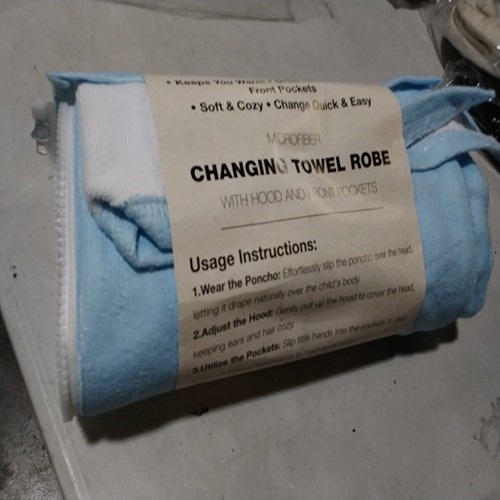 • Keeps You Warm •
Front Pockets
• Soft & Cozy • Change Quick & Easy
MICROFIBER
CHANGING TOWEL ROBE
WITH HOOD AND FRONT POCKETS
Usage Instructions:
1.Wear the Poncho: Effortlessly slip the poncho over the head,
letting it drape naturally over the child's body.
2.Adjust the Hood: Gently pull up the hood to cover the head,
keeping ears and hair cozy.
3.Utilize the Pockets: Slip little hands into the pockets to stay